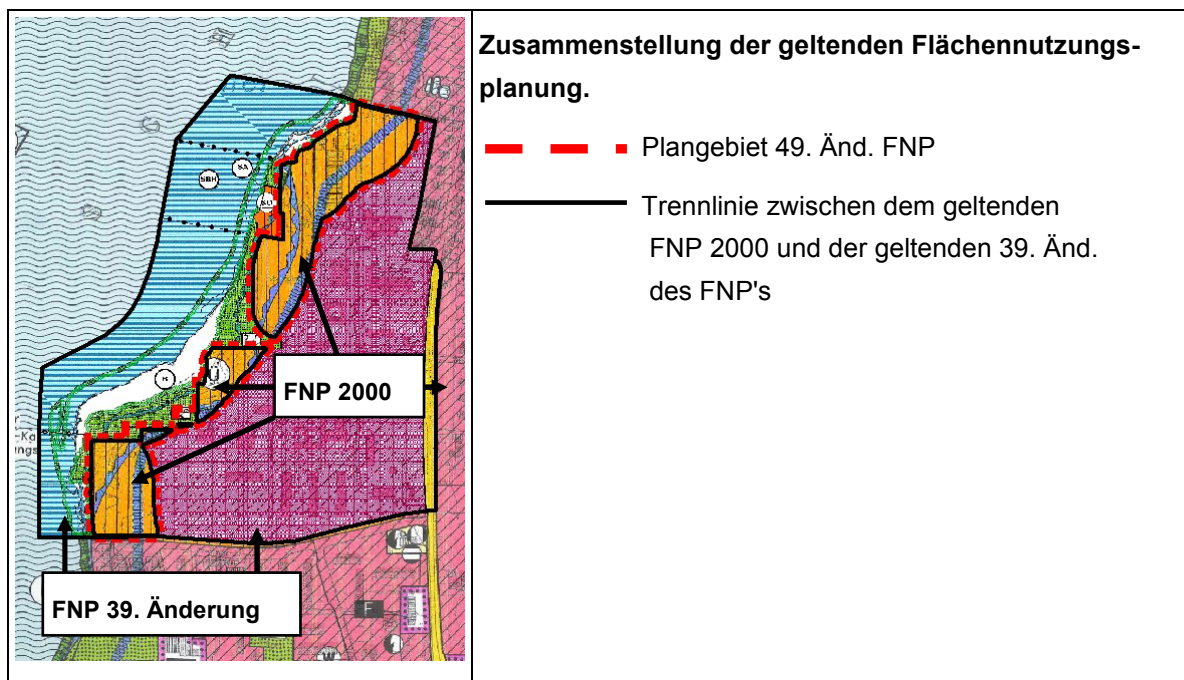 Zusammenstellung der geltenden Flächennutzungs-
planung.
Plangebiet 49. Änd. FNP
Trennlinie zwischen dem geltenden
FNP 2000 und der geltenden 39. Änd.
des FNP's
SA
SBH
Ü
FNP 2000
FNP 39. Änderung
F
W